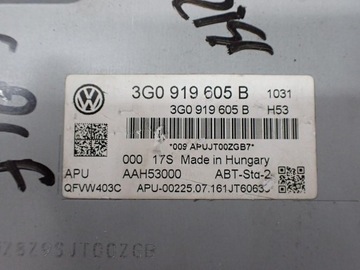 3G0 919 605 B 1031
3G0 919 605 B H53
*009 APUJT00ZGB7*
000 17S Made in Hungary
APU AAH53000 ABT-Sta-2
QFVW403C APU-00225.07.161JT6063